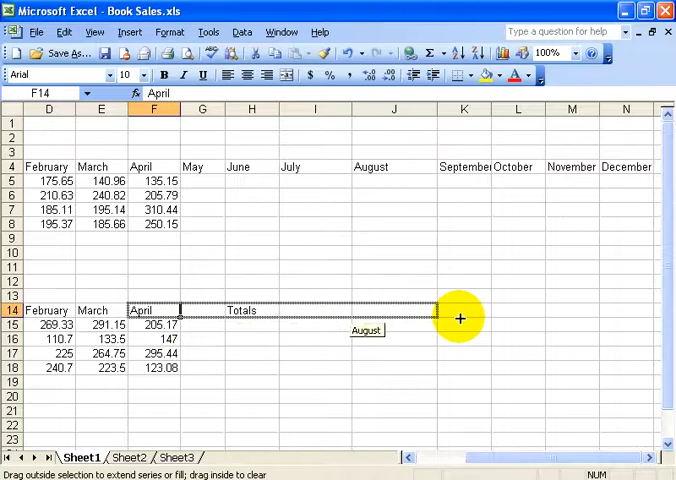 Microsoft Excel - Book Sales.xls
File Edit View Insert Format Tools Data Window Help Type a question for help
Save As... Σ 100%
Arial 10 B I U $ % ,
F14 fx April
D E F G H I J K L M N
1
2
3
4 February March April May June July August September October November December
5 175.65 140.96 135.15
6 210.63 240.82 205.79
7 185.11 195.14 310.44
8 195.37 185.66 250.15
9
10
11
12
13
14 February March April Totals
15 269.33 291.15 205.17 August
16 110.7 133.5 147
17 225 264.75 295.44
18 240.7 223.5 123.08
19
20
21
22
23
Sheet1 Sheet2 Sheet3
Drag outside selection to extend series or fill; drag inside to clear NUM